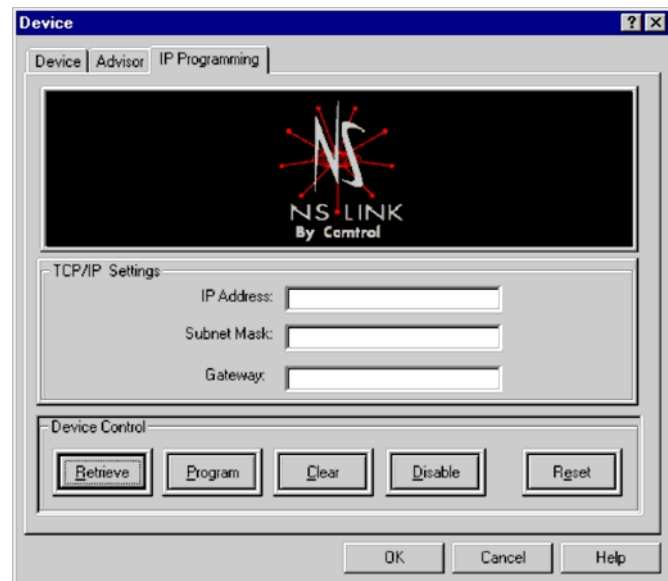 Device
Device Advisor IP Programming
NS
NS LINK
By Comtrol
TCP/IP Settings
IP Address:
Subnet Mask:
Gateway:
Device Control
Retrieve Program Clear Disable Reset
OK Cancel Help